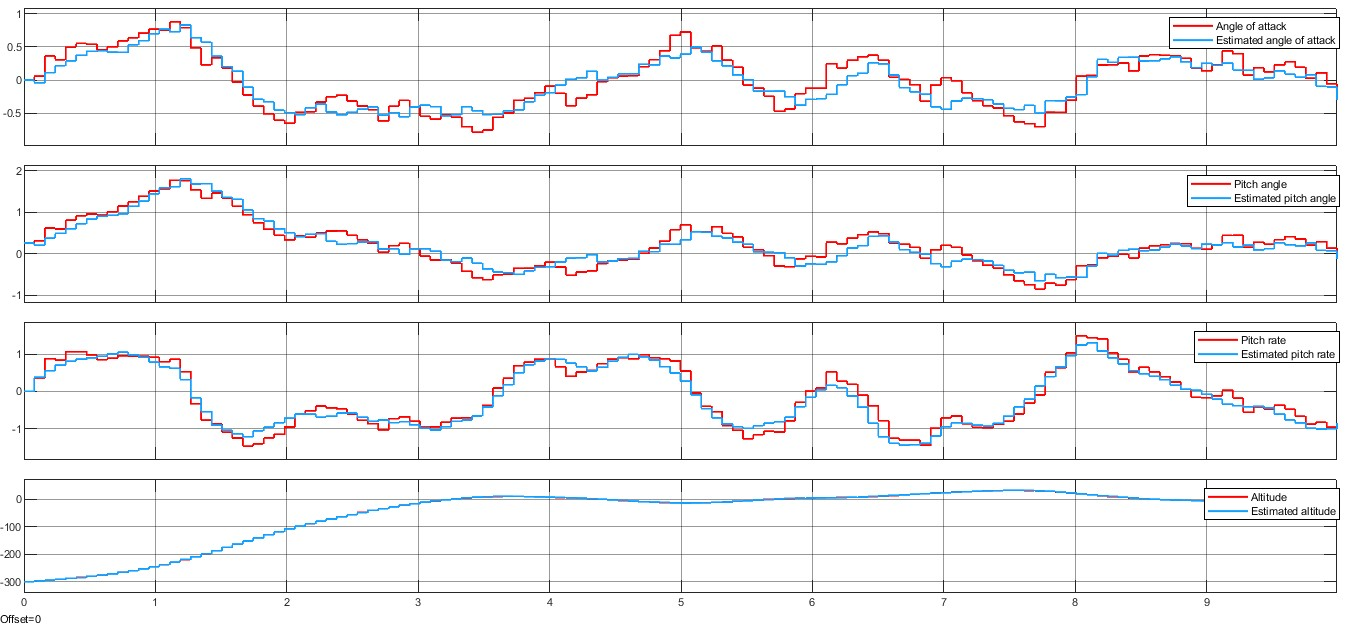 1
0.5
0
-0.5
Angle of attack
Estimated angle of attack
2
1
0
-1
Pitch angle
Estimated pitch angle
1
0
-1
Pitch rate
Estimated pitch rate
0
-100
-200
-300
Altitude
Estimated altitude
0 1 2 3 4 5 6 7 8 9
Offset=0